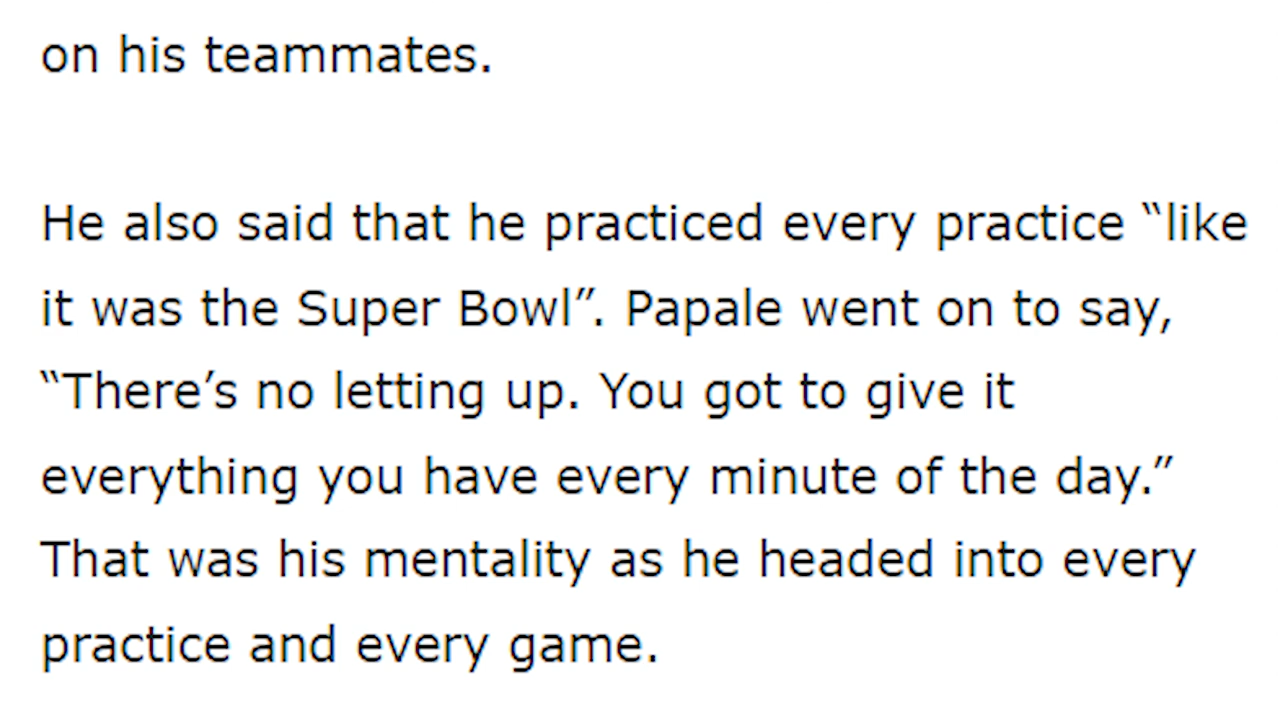 on his teammates.
He also said that he practiced every practice “like
it was the Super Bowl”. Papale went on to say,
“There’s no letting up. You got to give it
everything you have every minute of the day.”
That was his mentality as he headed into every
practice and every game.